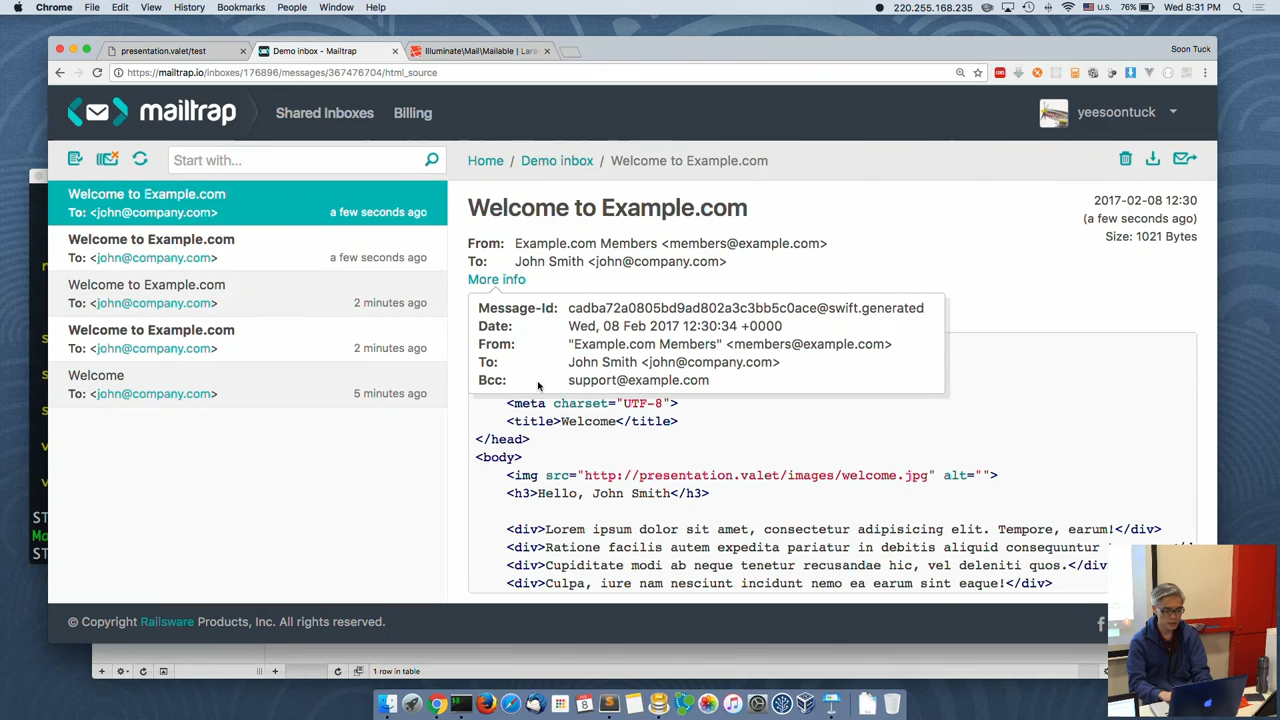 Chrome File Edit View History Bookmarks People Window Help 220.255.168.235 U.S. 76% Wed 8:31 PM
presentation.valet/test Demo inbox - Mailtrap Illuminate\Mail\Mailable | Lara Soon Tuck
https://mailtrap.io/inboxes/176896/messages/367476704/html_source
mailtrap Shared Inboxes Billing yeesoontuck
Start with... Home / Demo inbox / Welcome to Example.com
Welcome to Example.com
To: <john@company.com> a few seconds ago
Welcome to Example.com
To: <john@company.com> a few seconds ago
Welcome to Example.com
To: <john@company.com> 2 minutes ago
Welcome to Example.com
To: <john@company.com> 2 minutes ago
Welcome
To: <john@company.com> 5 minutes ago
Welcome to Example.com
2017-02-08 12:30
(a few seconds ago)
Size: 1021 Bytes
From: Example.com Members <members@example.com>
To: John Smith <john@company.com>
More info
Message-Id: cadba72a0805bd9ad802a3c3bb5c0ace@swift.generated
Date: Wed, 08 Feb 2017 12:30:34 +0000
From: "Example.com Members" <members@example.com>
To: John Smith <john@company.com>
Bcc: support@example.com
<meta charset="UTF-8">
<title>Welcome</title>
</head>
<body>
<img src="http://presentation.valet/images/welcome.jpg" alt="">
<h3>Hello, John Smith</h3>
<div>Lorem ipsum dolor sit amet, consectetur adipisicing elit. Tempore, earum!</div>
<div>Ratione facilis autem expedita pariatur in debitis aliquid consequuntur
<div>Cupiditate modi ab neque tenetur recusandae hic, vel deleniti quos.</div>
<div>Culpa, iure nam nesciunt incidunt nemo ea earum sint eaque!</div>
ST
ST
© Copyright Railsware Products, Inc. All rights reserved.
1 row in table